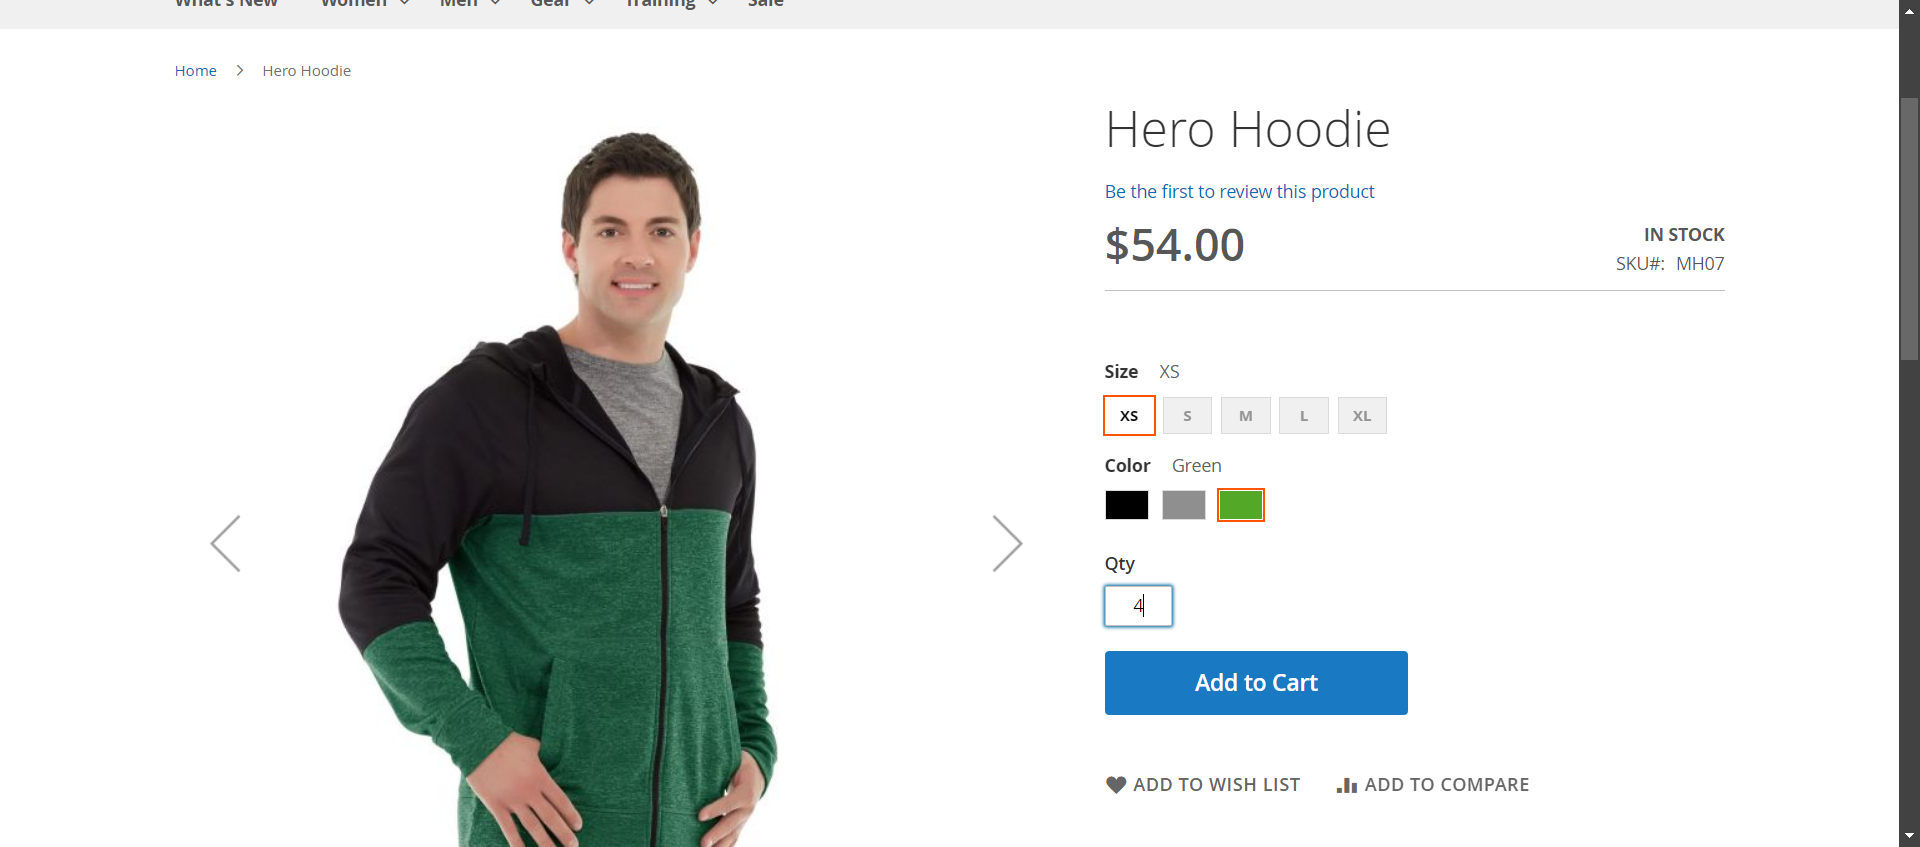 What's New Women Men Gear Training Sale
Home Hero Hoodie
Hero Hoodie
Be the first to review this product
$54.00
IN STOCK
SKU#: MH07
Size XS
XS S M L XL
Color Green
Qty
4
Add to Cart
ADD TO WISH LIST ADD TO COMPARE